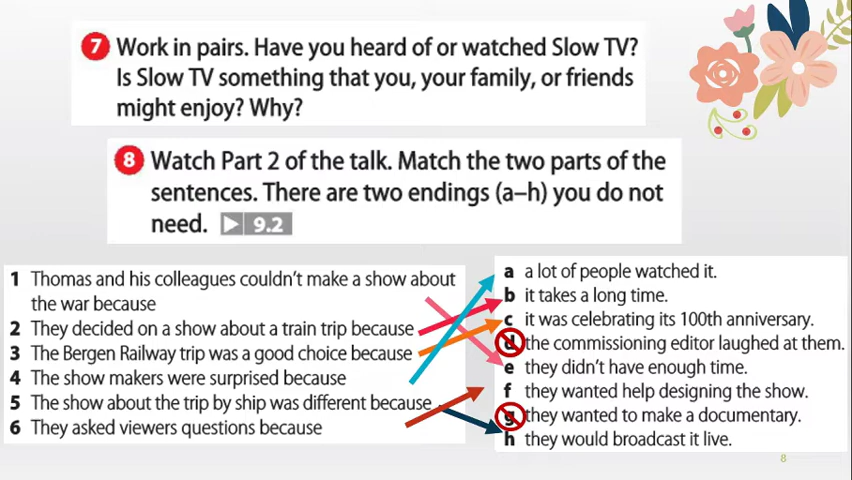 7 Work in pairs. Have you heard of or watched Slow TV?
Is Slow TV something that you, your family, or friends
might enjoy? Why?
8 Watch Part 2 of the talk. Match the two parts of the
sentences. There are two endings (a–h) you do not
need. 9.2
1 Thomas and his colleagues couldn't make a show about
the war because
2 They decided on a show about a train trip because
3 The Bergen Railway trip was a good choice because
4 The show makers were surprised because
5 The show about the trip by ship was different because
6 They asked viewers questions because
a a lot of people watched it.
b it takes a long time.
c it was celebrating its 100th anniversary.
d the commissioning editor laughed at them.
e they didn't have enough time.
f they wanted help designing the show.
g they wanted to make a documentary.
h they would broadcast it live.
8